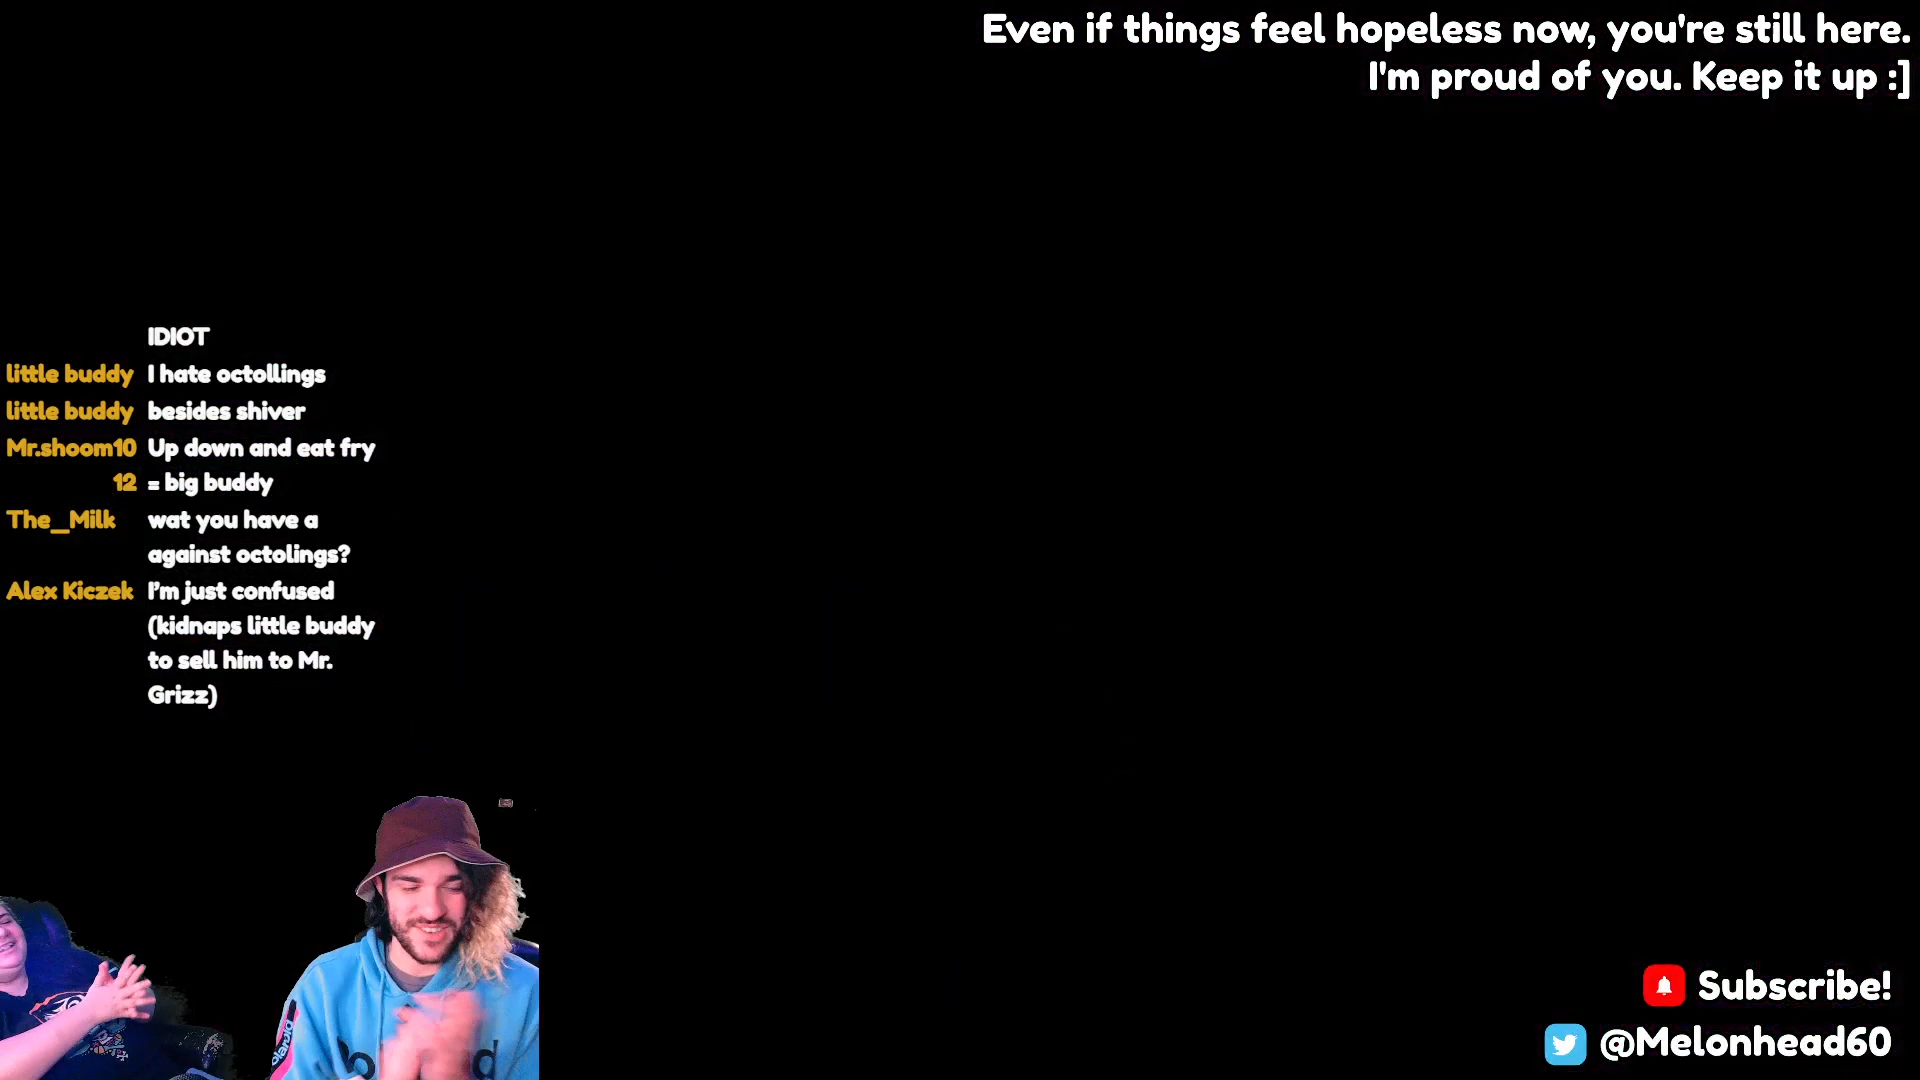 Even if things feel hopeless now, you're still here.
I'm proud of you. Keep it up :]
IDIOT
little buddy I hate octollings
little buddy besides shiver
Mr.shoom10 Up down and eat fry
12 = big buddy
The__Milk wat you have a
against octolings?
Alex Kiczek I'm just confused
(kidnaps little buddy
to sell him to Mr.
Grizz)
Subscribe!
@Melonhead60